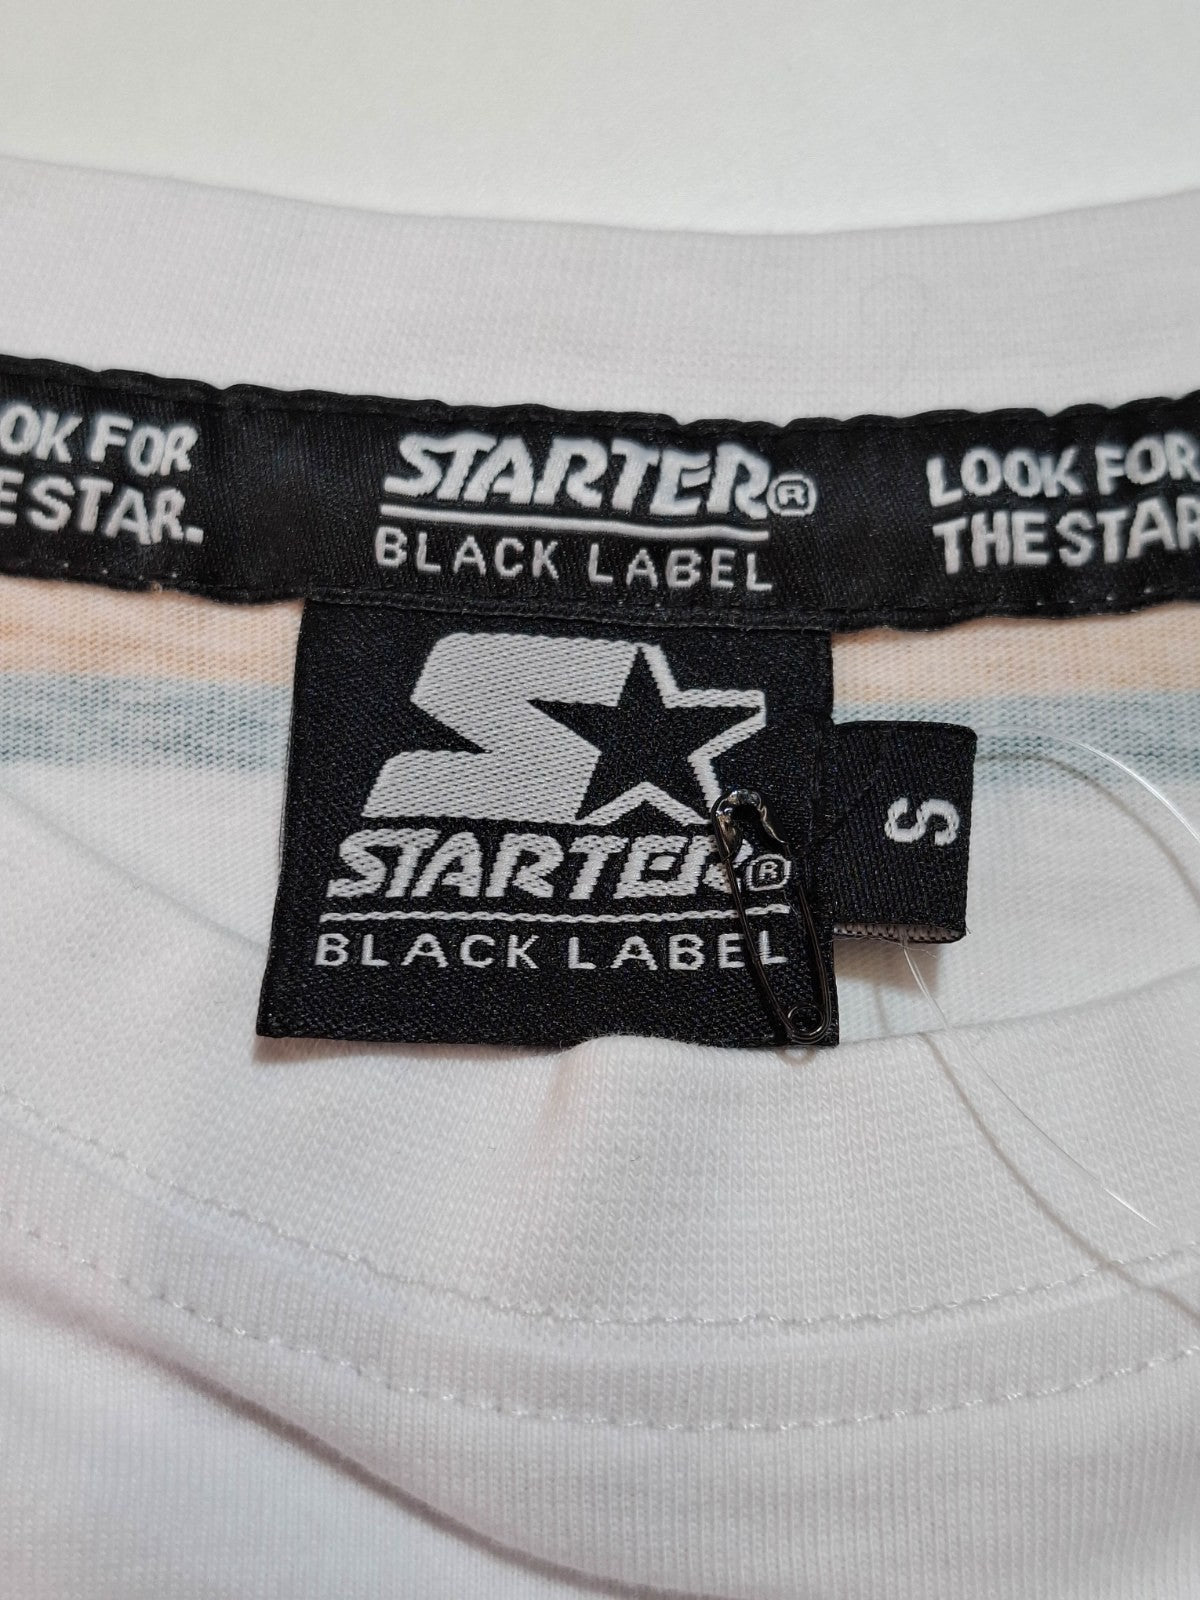 OK FOR
E STAR.
STARTER®
BLACK LABEL
LOOK FOR
THE STAR
STARTER®
BLACK LABEL
S